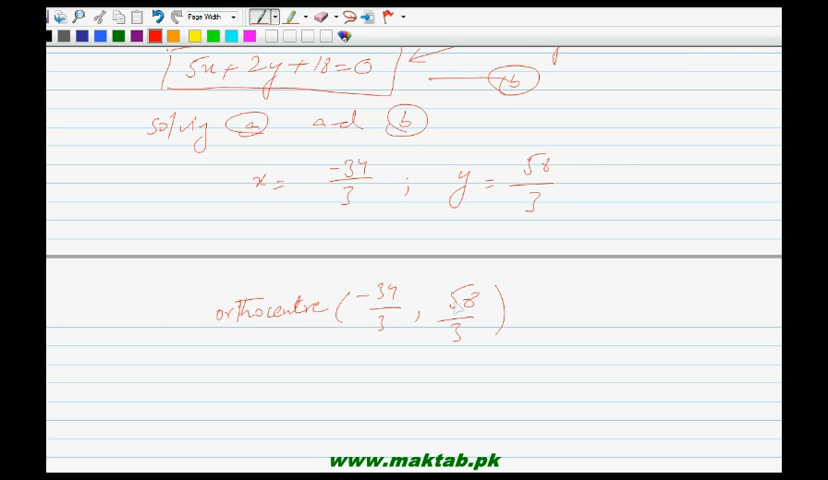 Page Width
5x + 2y + 18 = 0
b
solvig a and b
x = -34/3 ; y = 58/3
orthocentre ( -34/3 , 58/3 )
www.maktab.pk